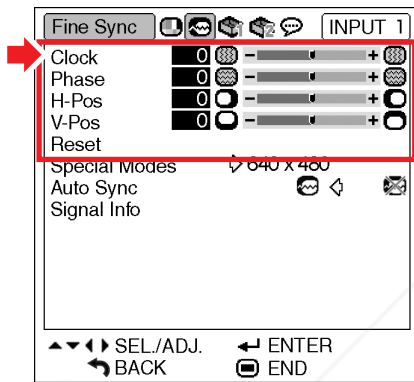 Fine Sync INPUT 1
Clock 0 - +
Phase 0 - +
H-Pos 0 - +
V-Pos 0 - +
Reset
Special Modes 640 x 480
Auto Sync
Signal Info
SEL./ADJ. ENTER
BACK END